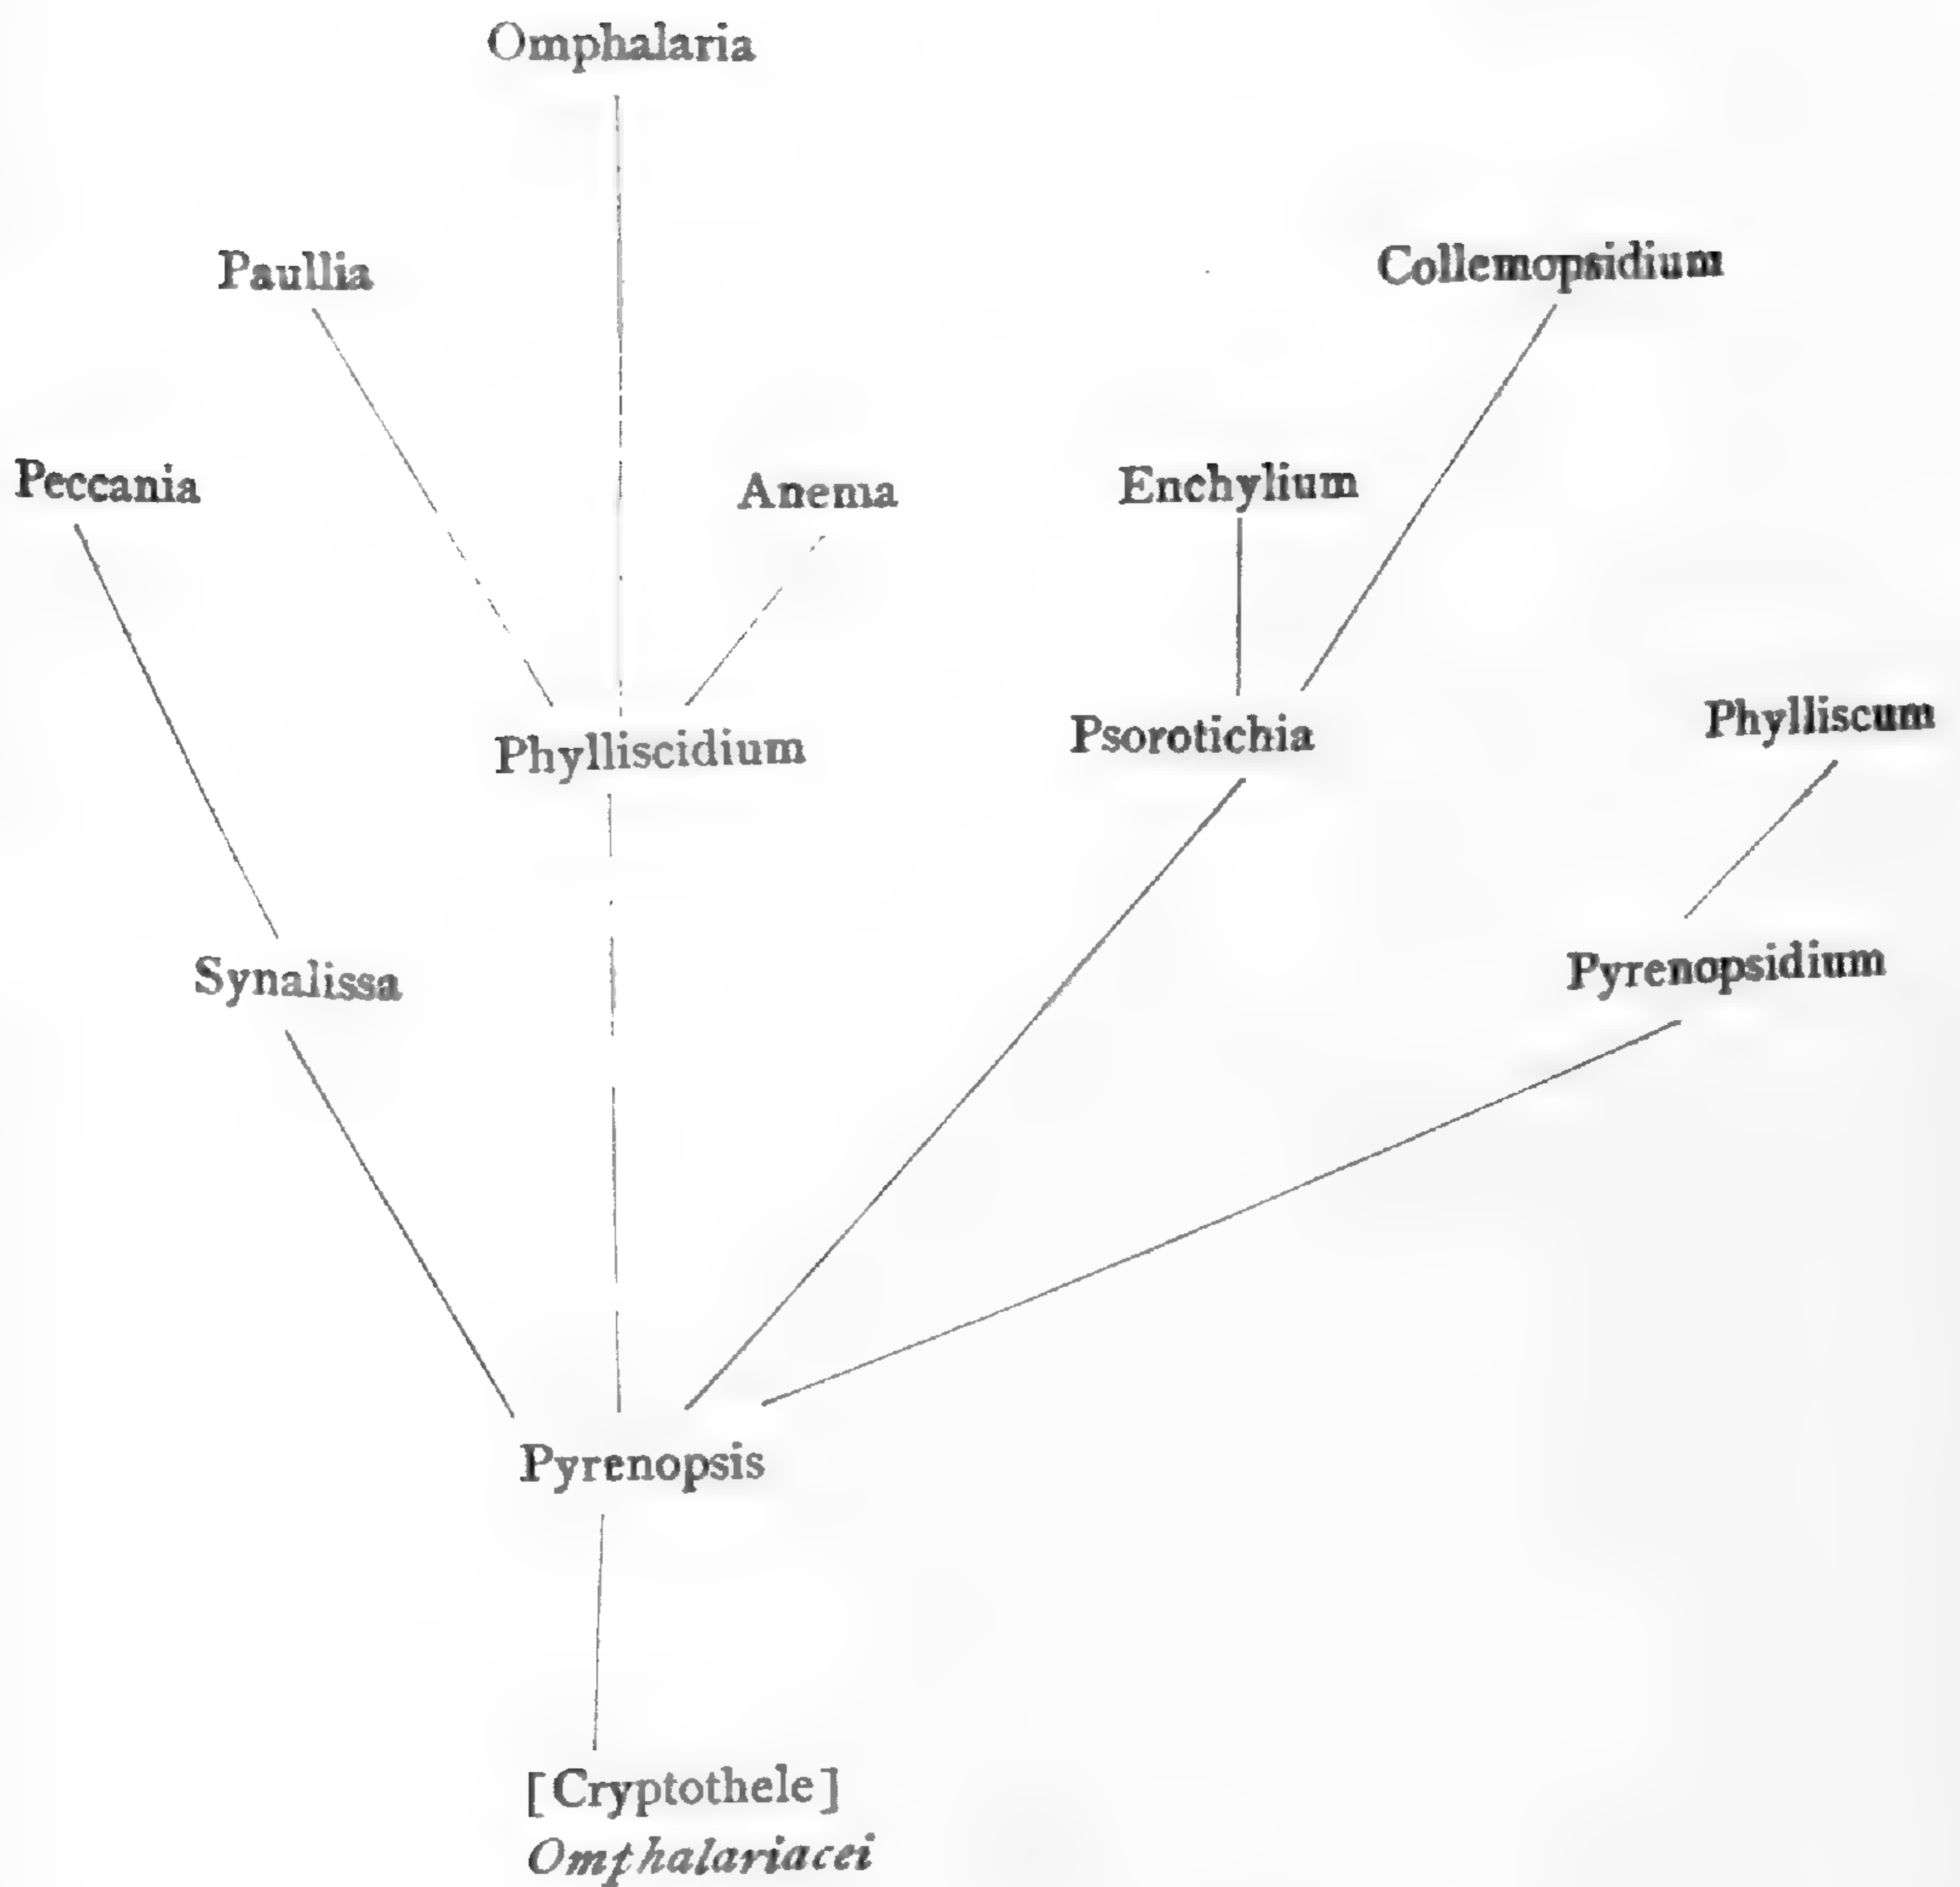 Omphalaria
Paullia
Collemopsidium
Peccania
Anema
Enchylium
Phylliscidium
Psorotichia
Phylliscum
Synalissa
Pyrenopsidium
Pyrenopsis
[Cryptothele]
Omphalariacei